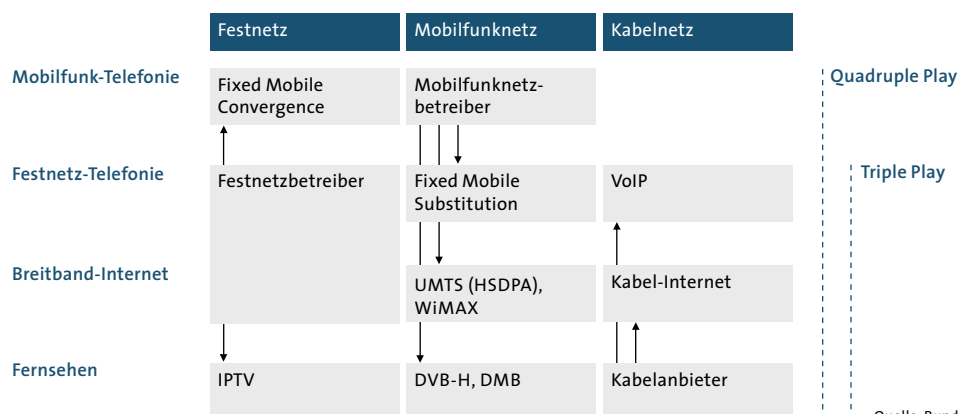 Festnetz
Mobilfunknetz
Kabelnetz
Mobilfunk-Telefonie
Fixed Mobile
Convergence
Mobilfunknetz-
betreiber
Quadruple Play
Festnetz-Telefonie
Festnetzbetreiber
Fixed Mobile
Substitution
VoIP
Triple Play
Breitband-Internet
UMTS (HSDPA),
WiMAX
Kabel-Internet
Fernsehen
IPTV
DVB-H, DMB
Kabelanbieter